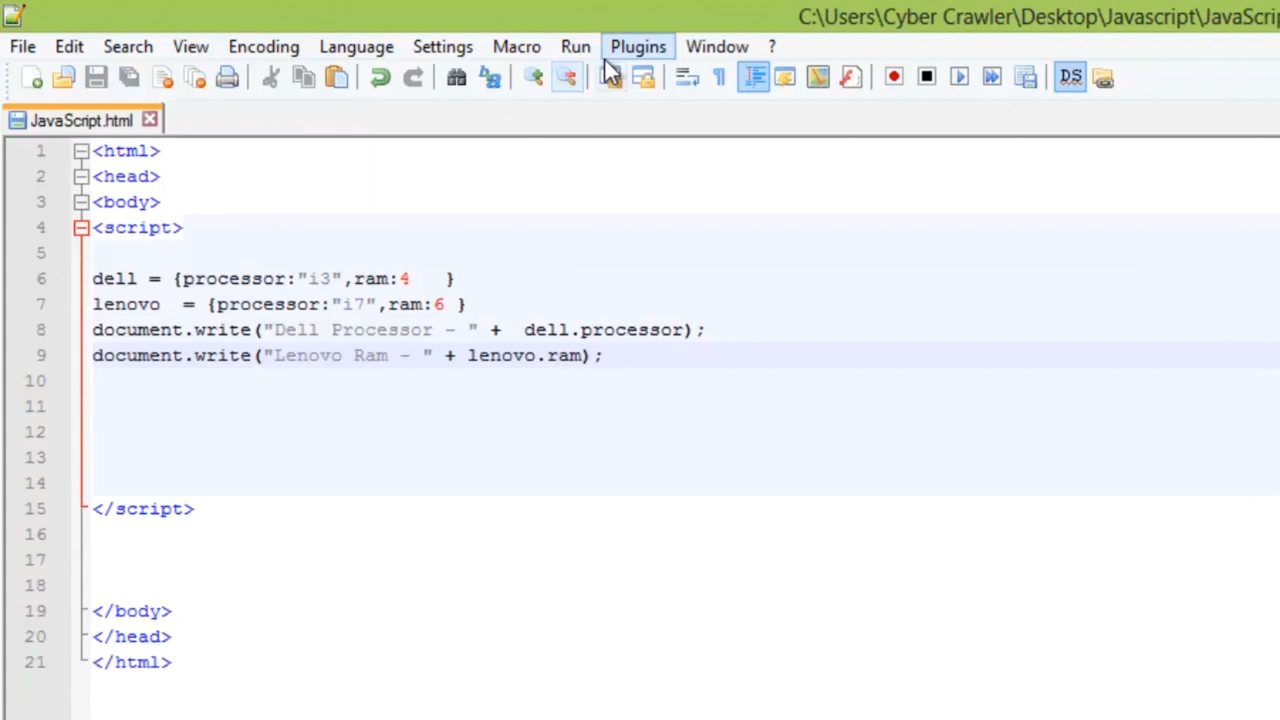 C:\Users\Cyber Crawler\Desktop\Javascript\JavaScri
File Edit Search View Encoding Language Settings Macro Run Plugins Window ?
DS
JavaScript.html
1 <html>
2 <head>
3 <body>
4 <script>
5
6 dell = {processor:"i3",ram:4   }
7 lenovo  = {processor:"i7",ram:6 }
8 document.write("Dell Processor - " +  dell.processor);
9 document.write("Lenovo Ram - " + lenovo.ram);
10
11
12
13
14
15 </script>
16
17
18
19 </body>
20 </head>
21 </html>